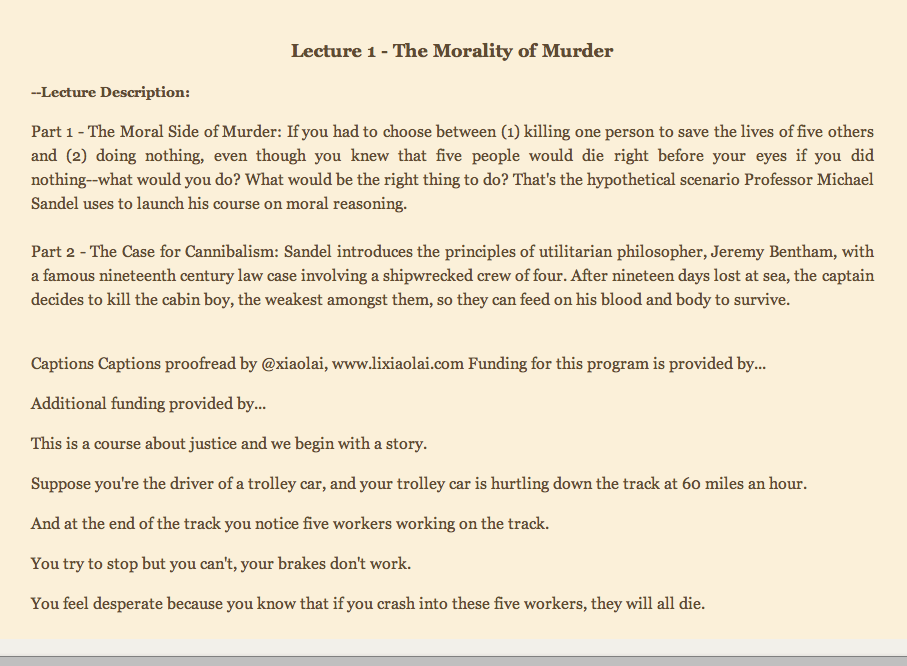 Lecture 1 - The Morality of Murder
--Lecture Description:
Part 1 - The Moral Side of Murder: If you had to choose between (1) killing one person to save the lives of five others
and (2) doing nothing, even though you knew that five people would die right before your eyes if you did
nothing--what would you do? What would be the right thing to do? That's the hypothetical scenario Professor Michael
Sandel uses to launch his course on moral reasoning.
Part 2 - The Case for Cannibalism: Sandel introduces the principles of utilitarian philosopher, Jeremy Bentham, with
a famous nineteenth century law case involving a shipwrecked crew of four. After nineteen days lost at sea, the captain
decides to kill the cabin boy, the weakest amongst them, so they can feed on his blood and body to survive.
Captions Captions proofread by @xiaolai, www.lixiaolai.com Funding for this program is provided by...
Additional funding provided by...
This is a course about justice and we begin with a story.
Suppose you're the driver of a trolley car, and your trolley car is hurtling down the track at 60 miles an hour.
And at the end of the track you notice five workers working on the track.
You try to stop but you can't, your brakes don't work.
You feel desperate because you know that if you crash into these five workers, they will all die.